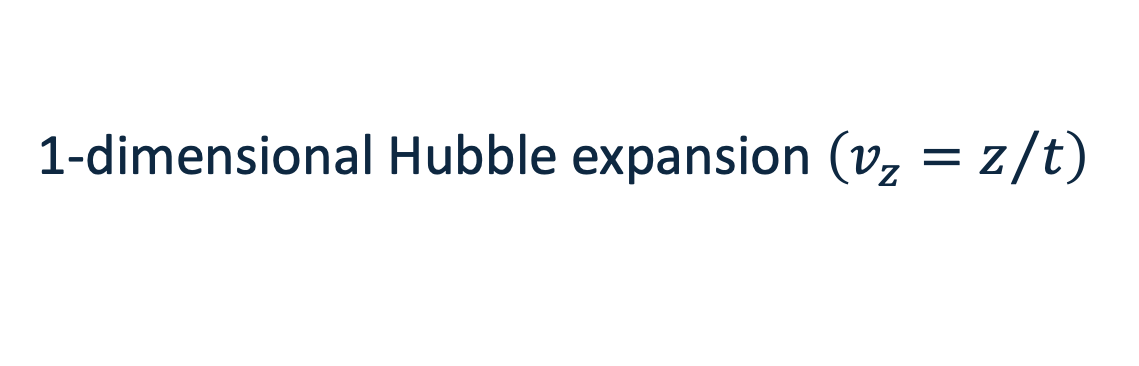 1-dimensional Hubble expansion (𝑣_𝑧 = 𝑧/𝑡)